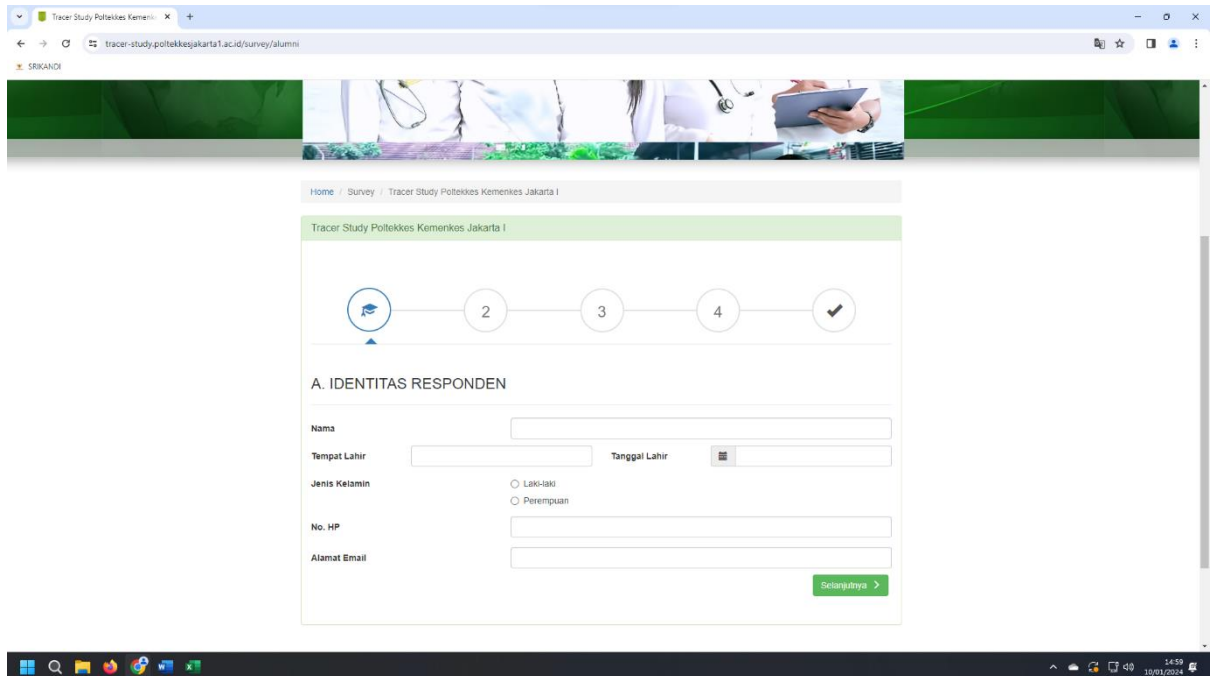 Tracer Study Poltekkes Kemenk
tracer-study.poltekkesjakarta1.ac.id/survey/alumni
SRIKANDI
Home / Survey / Tracer Study Poltekkes Kemenkes Jakarta I
Tracer Study Poltekkes Kemenkes Jakarta I
2 3 4
A. IDENTITAS RESPONDEN
Nama
Tempat Lahir Tanggal Lahir
Jenis Kelamin Laki-laki
Perempuan
No. HP
Alamat Email
Selanjutnya
14:59
10/01/2024